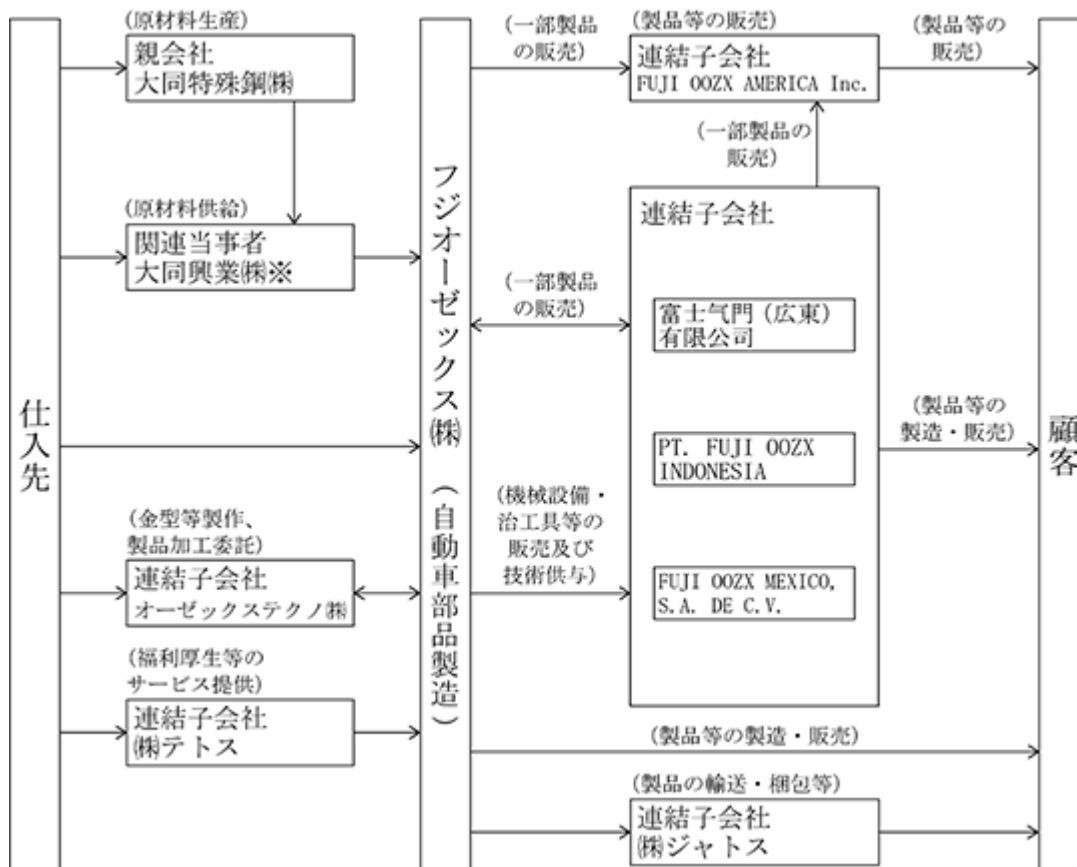 仕入先
(原材料生産)
親会社
大同特殊鋼㈱
(原材料供給)
関連当事者
大同興業㈱※
(金型等製作、
製品加工委託)
連結子会社
オーゼックステクノ㈱
(福利厚生等の
サービス提供)
連結子会社
㈱テトス
フジオーゼックス㈱ (自動車部品製造)
(一部製品
の販売)
(一部製品
の販売)
(機械設備・
治工具等の
販売及び
技術供与)
(製品等の販売)
連結子会社
FUJI OOZX AMERICA Inc.
(一部製品の
販売)
連結子会社
富士气門(広東)
有限公司
PT. FUJI OOZX
INDONESIA
FUJI OOZX MEXICO,
S.A. DE C.V.
(製品等の製造・販売)
(製品の輸送・梱包等)
連結子会社
㈱ジャトス
(製品等の
販売)
(製品等の
製造・販売)
顧客